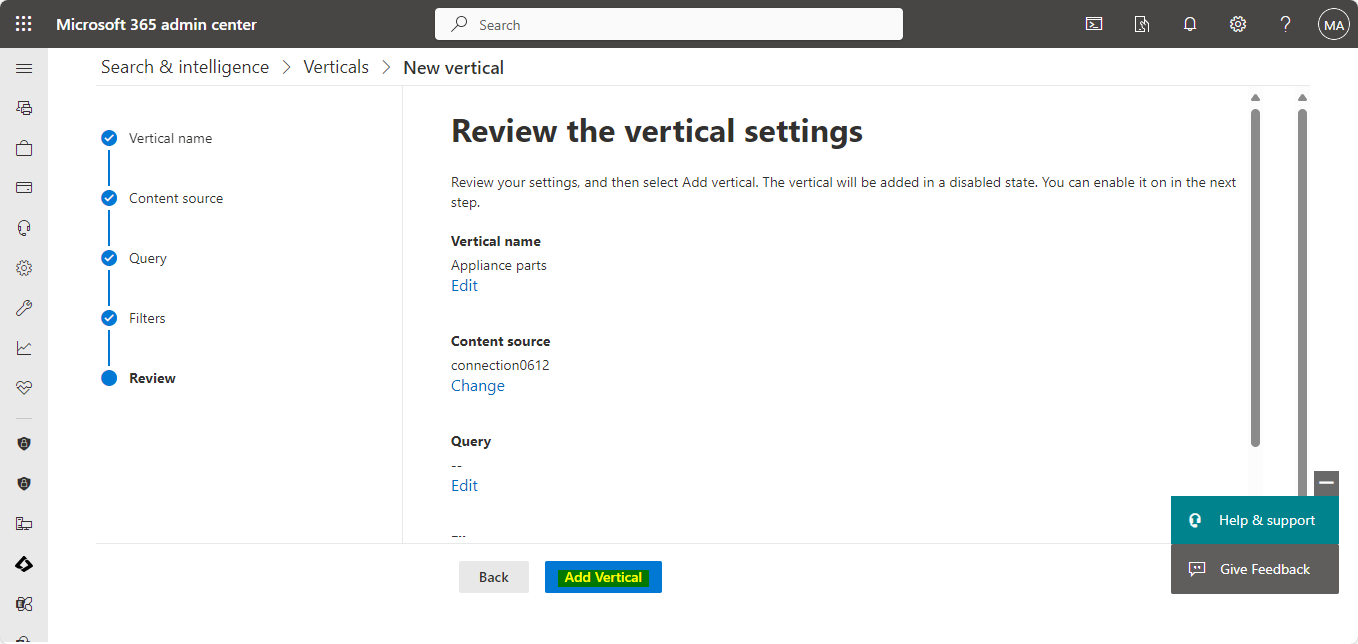 Microsoft 365 admin center
Search
MA
Search & intelligence > Verticals > New vertical
Vertical name
Content source
Query
Filters
Review
Review the vertical settings
Review your settings, and then select Add vertical. The vertical will be added in a disabled state. You can enable it on in the next
step.
Vertical name
Appliance parts
Edit
Content source
connection0612
Change
Query
--
Edit
Back
Add Vertical
Help & support
Give Feedback